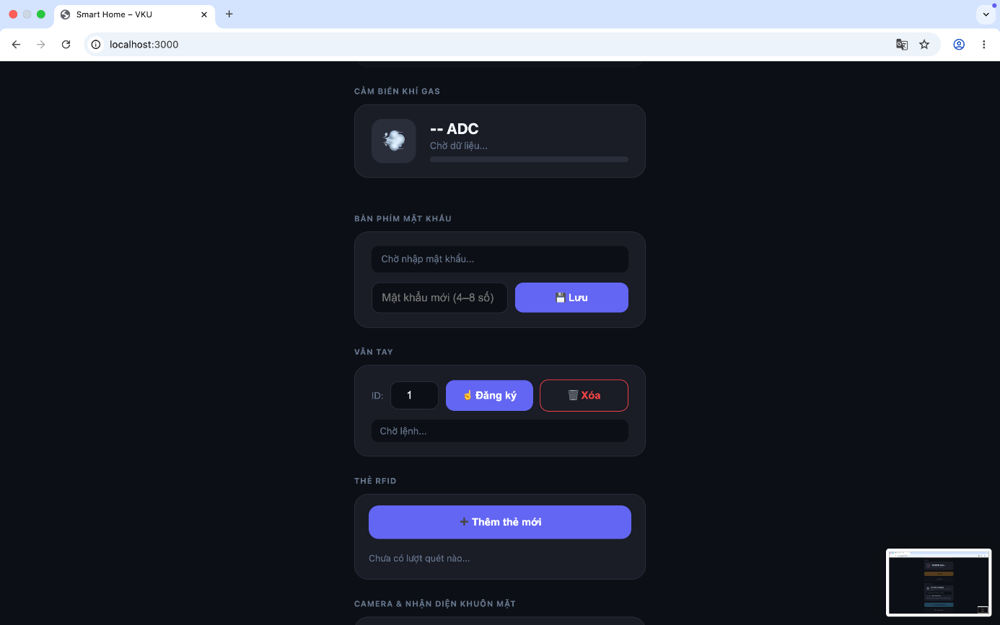 Smart Home – VKU
localhost:3000
CẢM BIẾN KHÍ GAS
-- ADC
Chờ dữ liệu...
BÀN PHÍM MẬT KHẨU
Chờ nhập mật khẩu...
Mật khẩu mới (4–8 số)
💾 Lưu
VÂN TAY
ID:
1
☝️ Đăng ký
🗑️ Xóa
Chờ lệnh...
THẺ RFID
➕ Thêm thẻ mới
Chưa có lượt quét nào...
CAMERA & NHẬN DIỆN KHUÔN MẶT